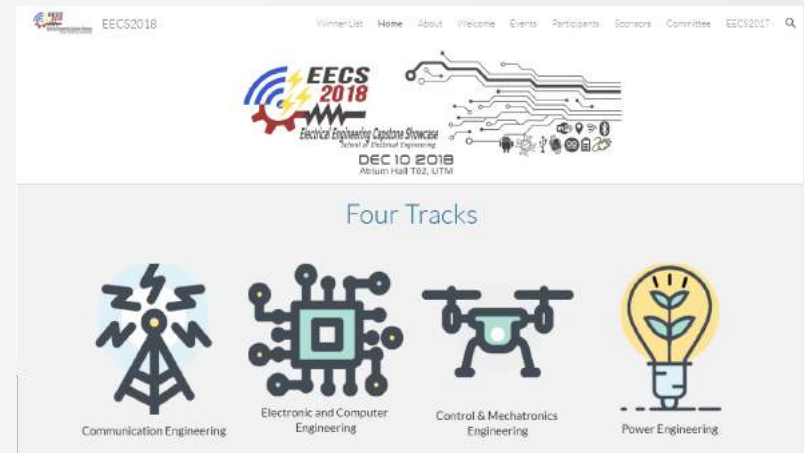 EECS2018
Winner List Home About Welcome Events Participants Sponsors Committee EECS2017
EECS
2018
Electrical Engineering Capstone Showcase
School of Electrical Engineering
DEC 10 2018
Atrium Hall T02, UTM
Four Tracks
Communication Engineering
Electronic and Computer
Engineering
Control & Mechatronics
Engineering
Power Engineering